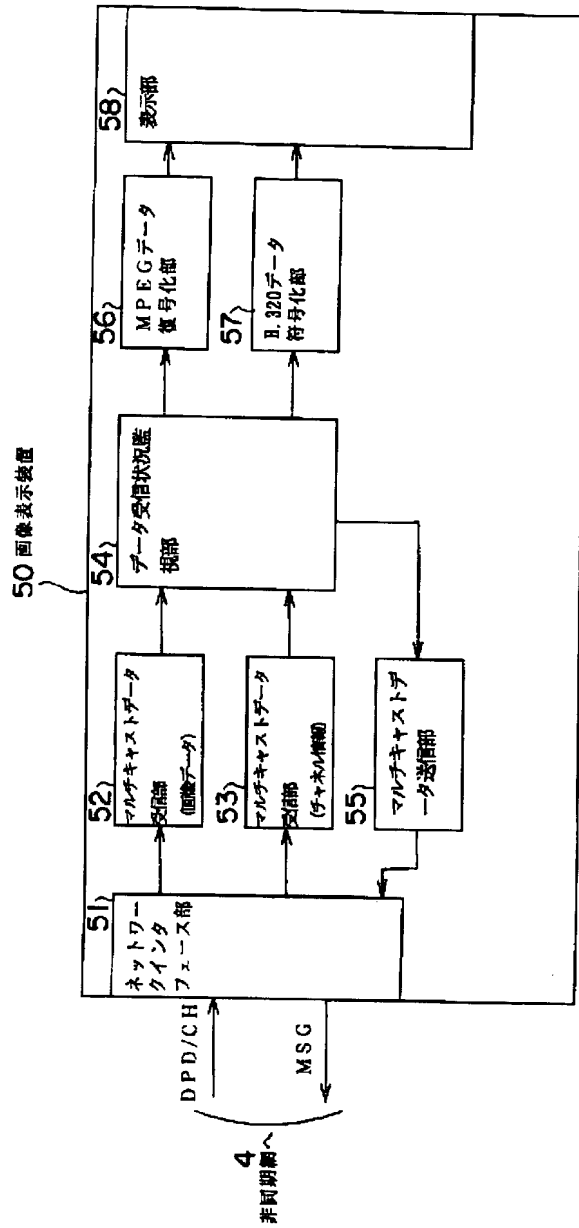 50 画像表示装置
51
ネットワー
クインタ
フェース部
DPD/CH
MSG
4
非同期網へ
52
マルチキャストデータ
受信部
(画像データ)
53
マルチキャストデータ
受信部
(チャネル情報)
55
マルチキャストデ
ータ送信部
54
データ受信状況監
視部
56
MPEGデータ
復号化部
57
H.320データ
符号化部
58
表示部